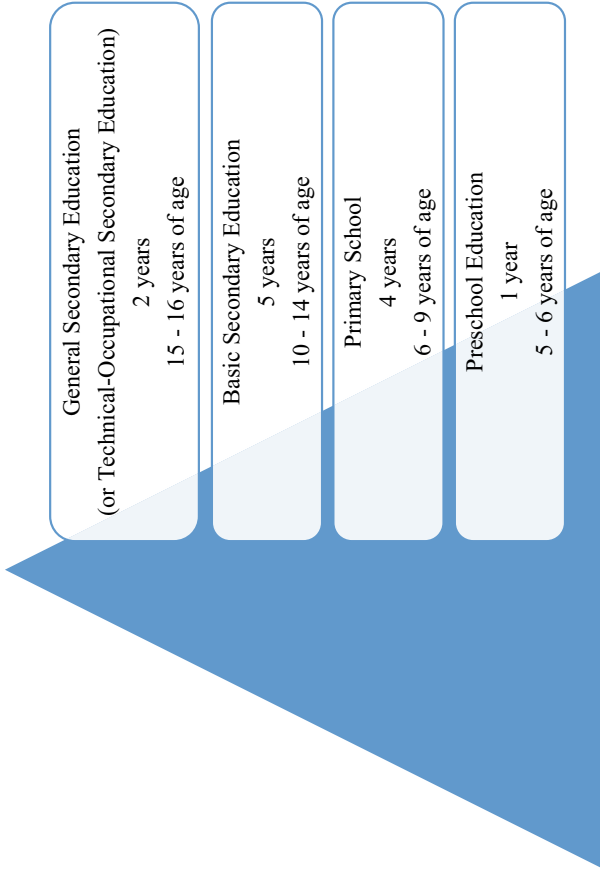 General Secondary Education
(or Technical-Occupational Secondary Education)
2 years
15 - 16 years of age
Basic Secondary Education
5 years
10 - 14 years of age
Primary School
4 years
6 - 9 years of age
Preschool Education
1 year
5 - 6 years of age